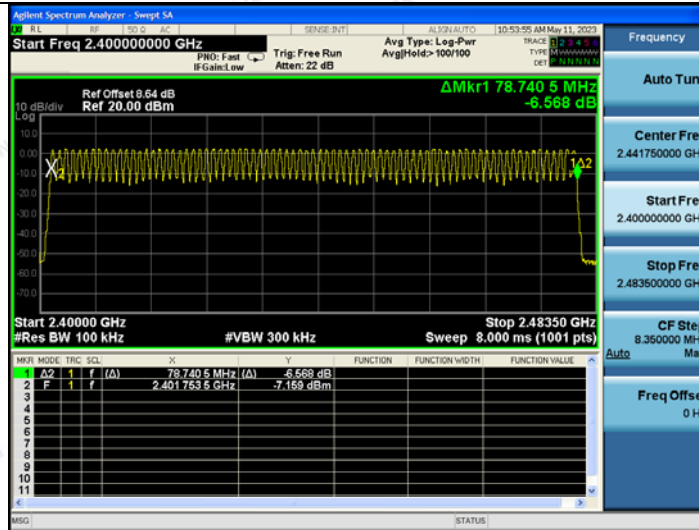 Agilent Spectrum Analyzer - Swept SA
RL RF 50 Ω AC SENSE:INT ALIGN AUTO 10:53:55 AM May 11, 2023
Start Freq 2.400000000 GHz
PNO: Fast
IFGain:Low
Trig: Free Run
Atten: 22 dB
Avg Type: Log-Pwr
Avg|Hold:> 100/100
TRACE 1 2 3 4 5 6
TYPE
DET P N N N N N
ΔMkr1 78.740 5 MHz
-6.568 dB
Ref Offset 8.64 dB
10 dB/div Ref 20.00 dBm
Log
10.0
0.00
-10.0
-20.0
-30.0
-40.0
-50.0
-60.0
-70.0
2
1Δ2
Start 2.40000 GHz Stop 2.48350 GHz
#Res BW 100 kHz #VBW 300 kHz Sweep 8.000 ms (1001 pts)
MKR MODE TRC SCL X Y FUNCTION FUNCTION WIDTH FUNCTION VALUE
1 Δ2 1 f (Δ) 78.740 5 MHz (Δ) -6.568 dB
2 F 1 f 2.401 753 5 GHz -7.159 dBm
3
4
5
6
7
8
9
10
11
MSG STATUS
Frequency
Auto Tun
Center Fre
2.441750000 GH
Start Fre
2.400000000 GH
Stop Fre
2.483500000 GH
CF Ste
8.350000 MH
Auto Ma
Freq Offse
0 H